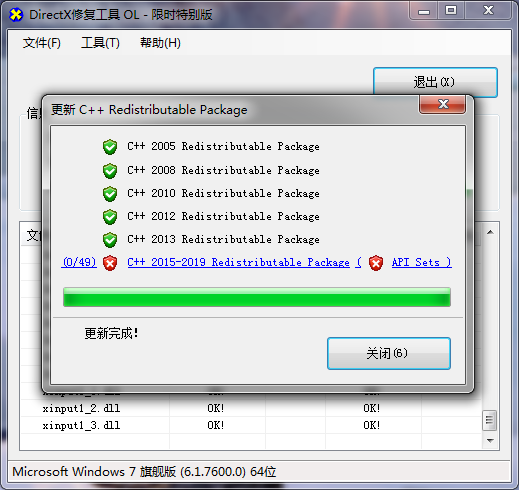 DirectX修复工具 OL - 限时特别版
文件(F) 工具(T) 帮助(H)
退出(X)
更新 C++ Redistributable Package
C++ 2005 Redistributable Package
C++ 2008 Redistributable Package
C++ 2010 Redistributable Package
C++ 2012 Redistributable Package
C++ 2013 Redistributable Package
(0/49) C++ 2015-2019 Redistributable Package ( API Sets )
更新完成!
关闭(6)
xinput1_2.dll OK! OK!
xinput1_3.dll OK! OK!
Microsoft Windows 7 旗舰版 (6.1.7600.0) 64位